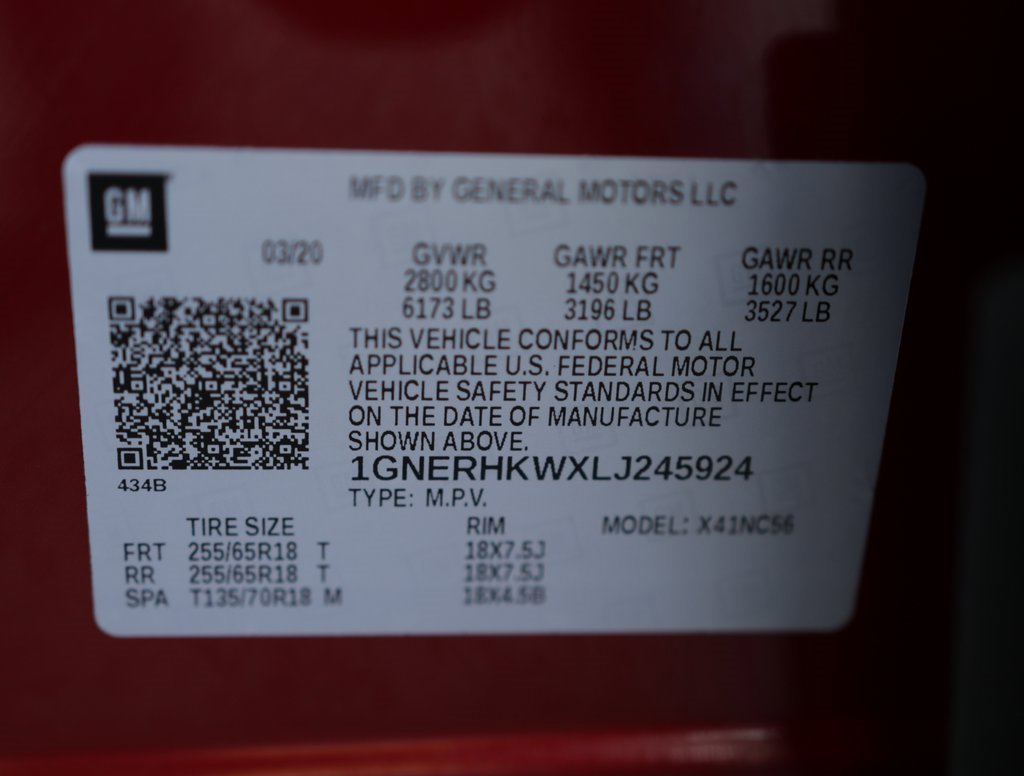 GM
MFD BY GENERAL MOTORS LLC
03/20 GVWR GAWR FRT GAWR RR
2800 KG 1450 KG 1600 KG
6173 LB 3196 LB 3527 LB
THIS VEHICLE CONFORMS TO ALL
APPLICABLE U.S. FEDERAL MOTOR
VEHICLE SAFETY STANDARDS IN EFFECT
ON THE DATE OF MANUFACTURE
SHOWN ABOVE.
1GNERHKWXLJ245924
434B
TYPE: M.P.V.
TIRE SIZE RIM MODEL: X41NC56
FRT 255/65R18 T 18X7.5J
RR 255/65R18 T 18X7.5J
SPA T135/70R18 M 18X4.5B